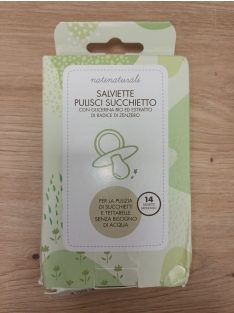 natinaturali
SALVIETTE
PULISCI SUCCHIETTO
CON GLICERINA BIO ED ESTRATTO
DI RADICE DI ZENZERO
PER LA PULIZIA
DI SUCCHIETTI
E TETTARELLE
SENZA BISOGNO
DI ACQUA
14